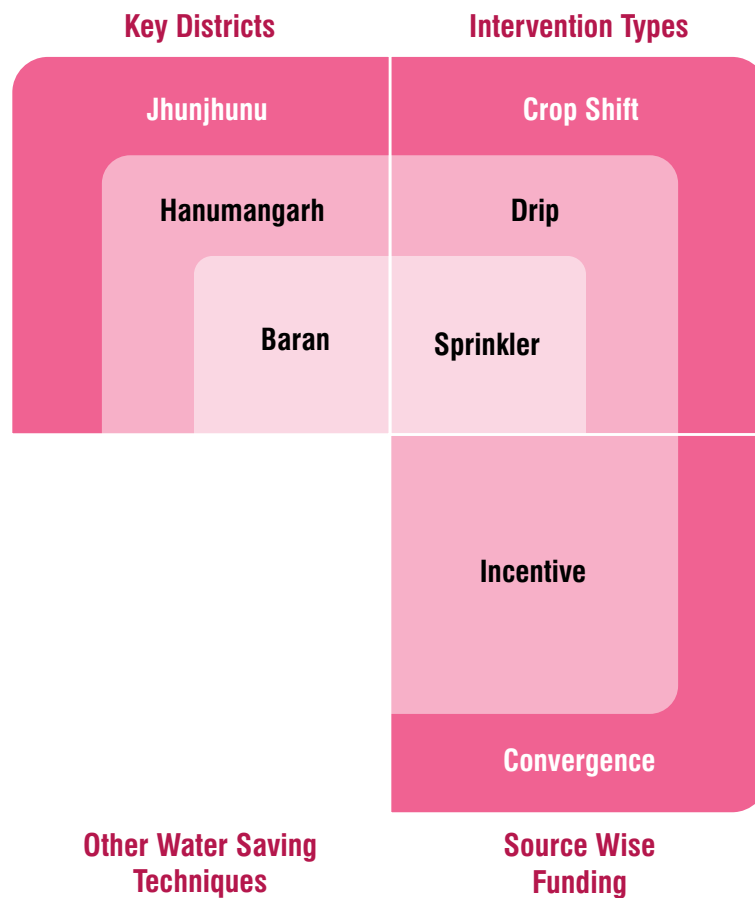 Key Districts
Intervention Types
Jhunjhunu
Crop Shift
Hanumangarh
Drip
Baran
Sprinkler
Incentive
Convergence
Other Water Saving
Techniques
Source Wise
Funding